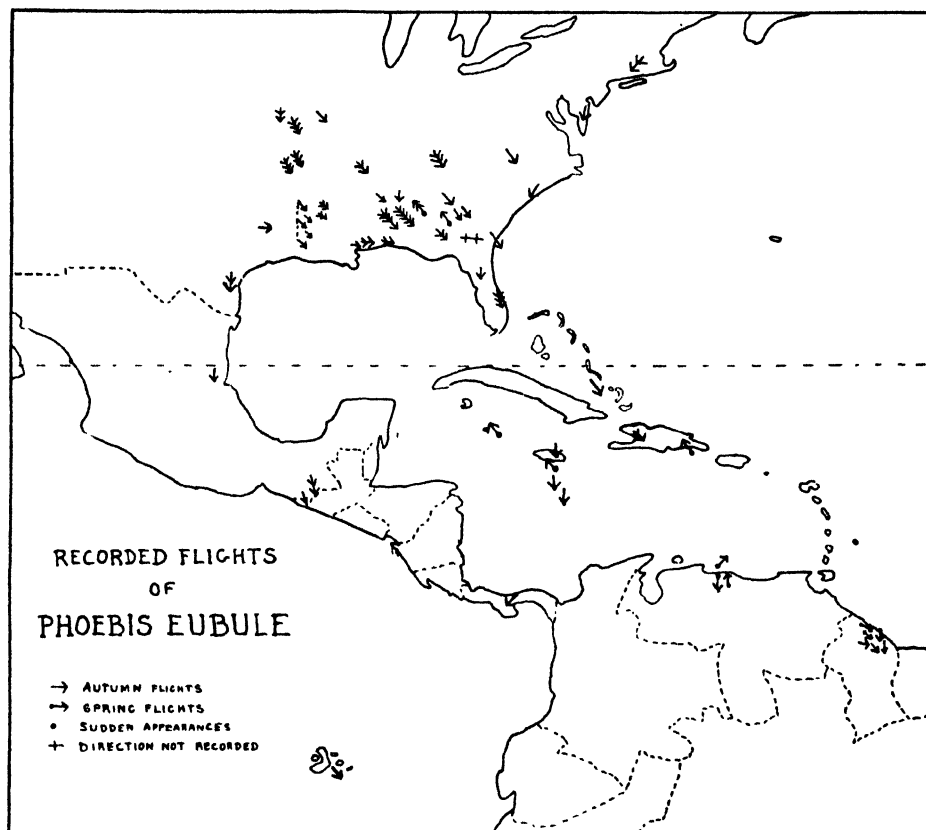 RECORDED FLIGHTS
OF
PHOEBIS EUBULE
AUTUMN FLIGHTS
SPRING FLIGHTS
SUDDEN APPEARANCES
DIRECTION NOT RECORDED